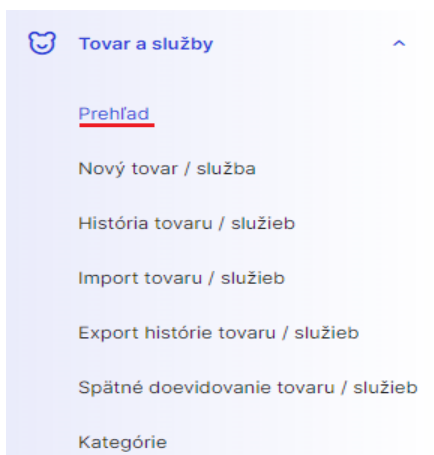 Tovar a služby
Prehľad
Nový tovar / služba
História tovaru / služieb
Import tovaru / služieb
Export histórie tovaru / služieb
Spätné doevidovanie tovaru / služieb
Kategórie